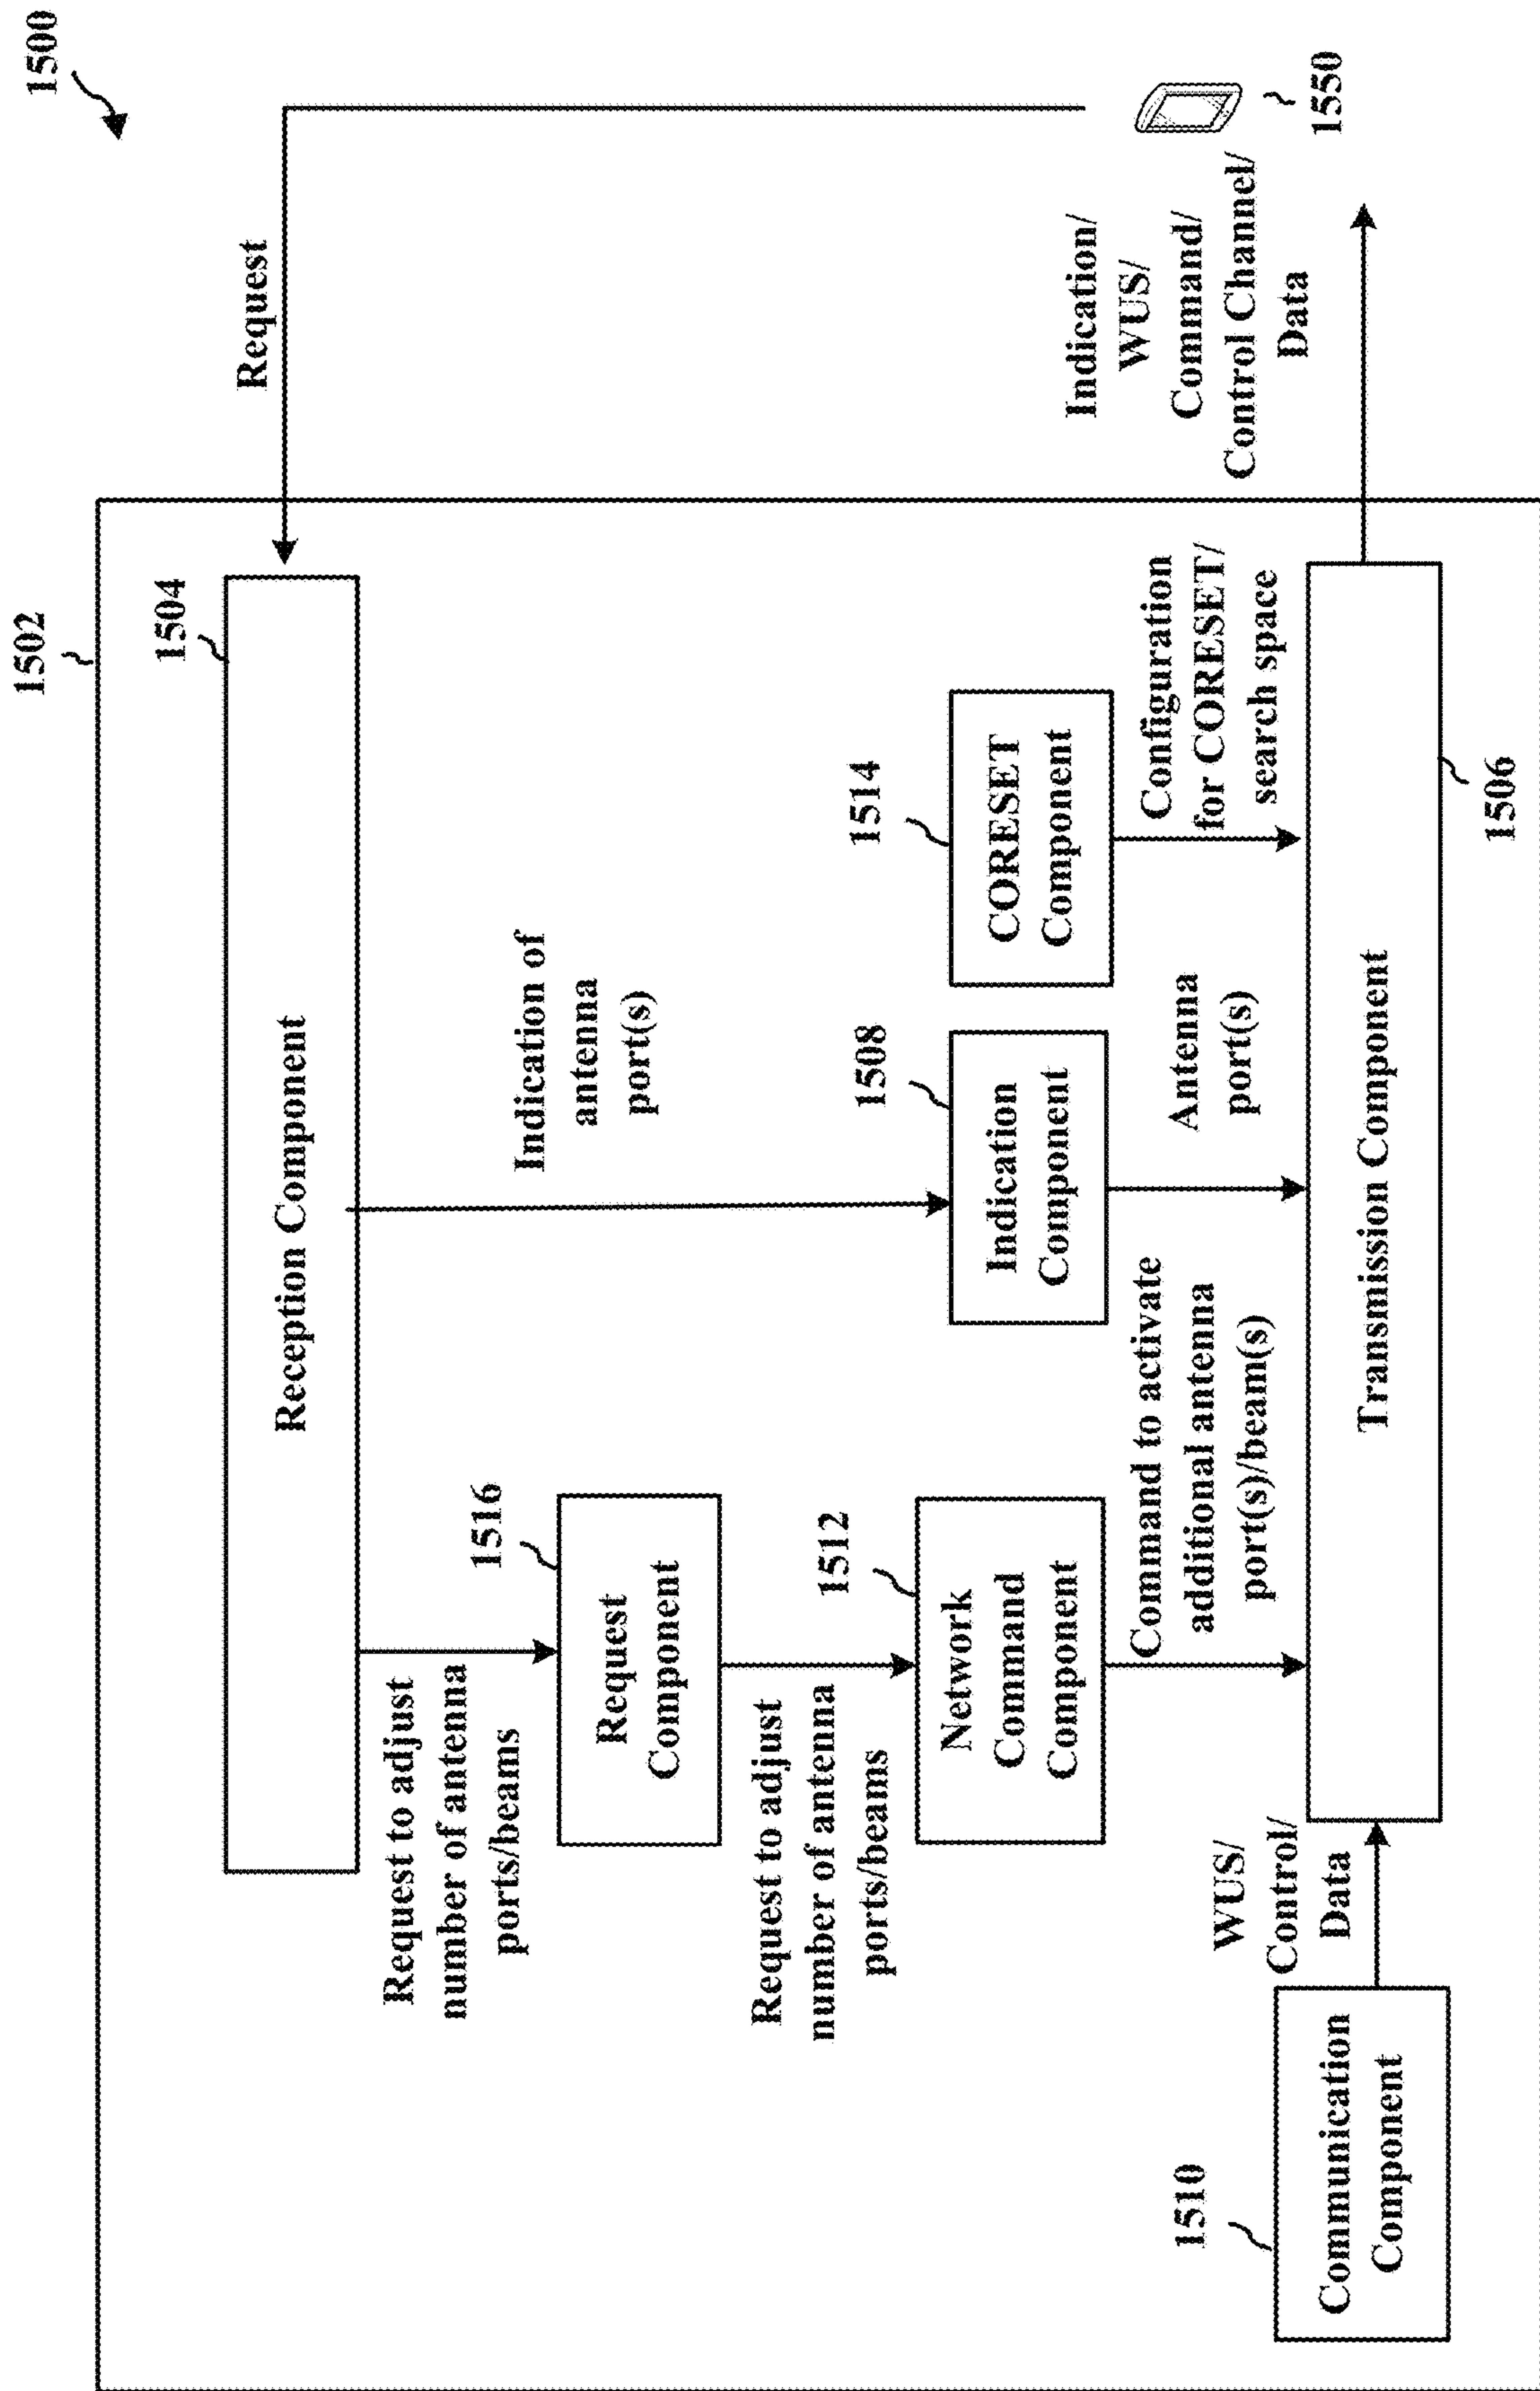 1500
1502
1504
Reception Component
Request
Request to adjust
number of antenna
ports/beams
1516
Request
Component
Request to adjust
number of antenna
ports/beams
1512
Network
Command
Component
Command to activate
additional antenna
port(s)/beam(s)
Indication of
antenna
port(s)
1508
Indication
Component
Antenna
port(s)
1514
CORESET
Component
Configuration
for CORESET/
search space
1510
Communication
Component
WUS/
Control/
Data
Transmission Component
1506
Indication/
WUS/
Command/
Control Channel/
Data
1550